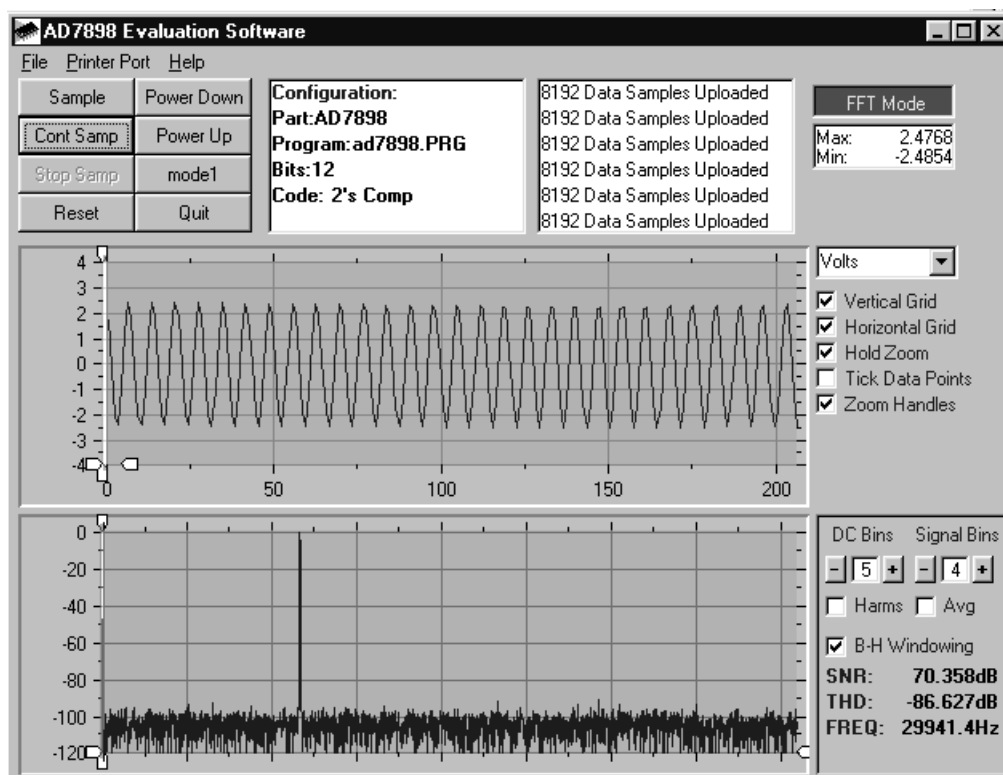 AD7898 Evaluation Software
File Printer Port Help
Sample Power Down
Cont Samp Power Up
Stop Samp mode1
Reset Quit
Configuration:
Part:AD7898
Program:ad7898.PRG
Bits:12
Code: 2's Comp
8192 Data Samples Uploaded
8192 Data Samples Uploaded
8192 Data Samples Uploaded
8192 Data Samples Uploaded
8192 Data Samples Uploaded
8192 Data Samples Uploaded
FFT Mode
Max: 2.4768
Min: -2.4854
4
3
2
1
0
-1
-2
-3
-4
0 50 100 150 200
Volts
Vertical Grid
Horizontal Grid
Hold Zoom
Tick Data Points
Zoom Handles
0
-20
-40
-60
-80
-100
-120
DC Bins Signal Bins
- 5 + - 4 +
Harms Avg
B-H Windowing
SNR: 70.358dB
THD: -86.627dB
FREQ: 29941.4Hz